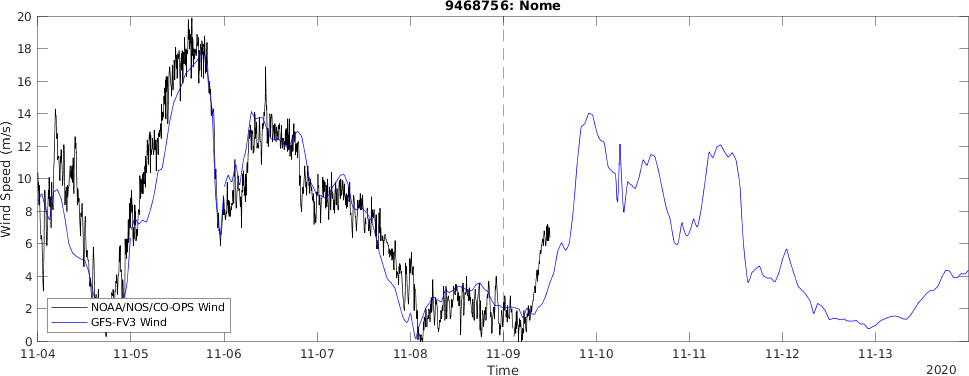 9468756: Nome
20
18
16
14
12
10
8
6
4
2
0
Wind Speed (m/s)
NOAA/NOS/CO-OPS Wind
GFS-FV3 Wind
11-04 11-05 11-06 11-07 11-08 11-09 11-10 11-11 11-12 11-13
Time
2020